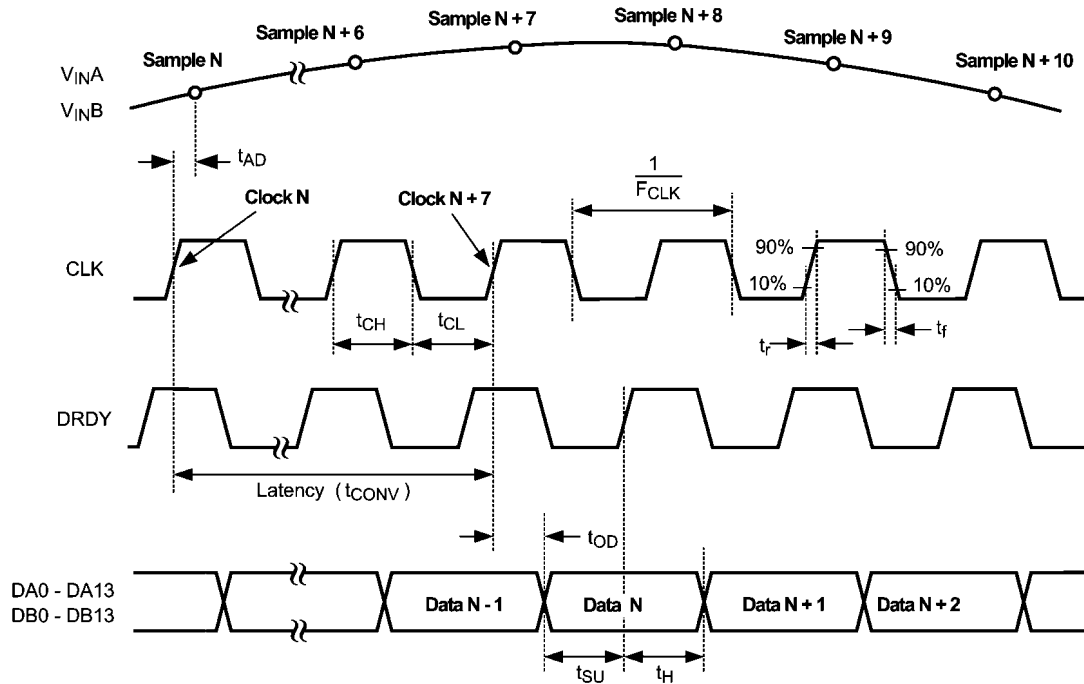 Sample N
Sample N + 6
Sample N + 7
Sample N + 8
Sample N + 9
Sample N + 10
VINA
VINB
tAD
Clock N
Clock N + 7
1
FCLK
CLK
90%
10%
90%
10%
tCH
tCL
tr
tf
DRDY
Latency (tCONV)
tOD
DA0 - DA13
DB0 - DB13
Data N - 1
Data N
Data N + 1
Data N + 2
tSU
tH